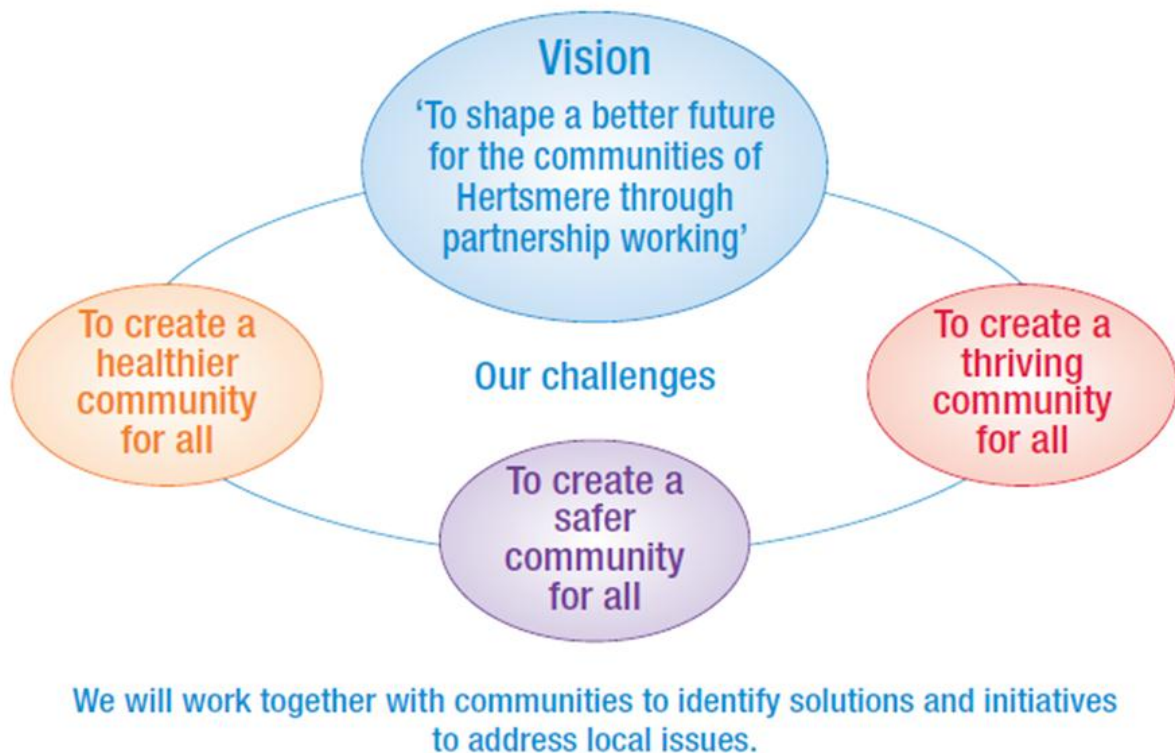 Vision
‘To shape a better future
for the communities of
Hertsmere through
partnership working’
To create a
healthier
community
for all
Our challenges
To create a
thriving
community
for all
To create a
safer
community
for all
We will work together with communities to identify solutions and initiatives
to address local issues.